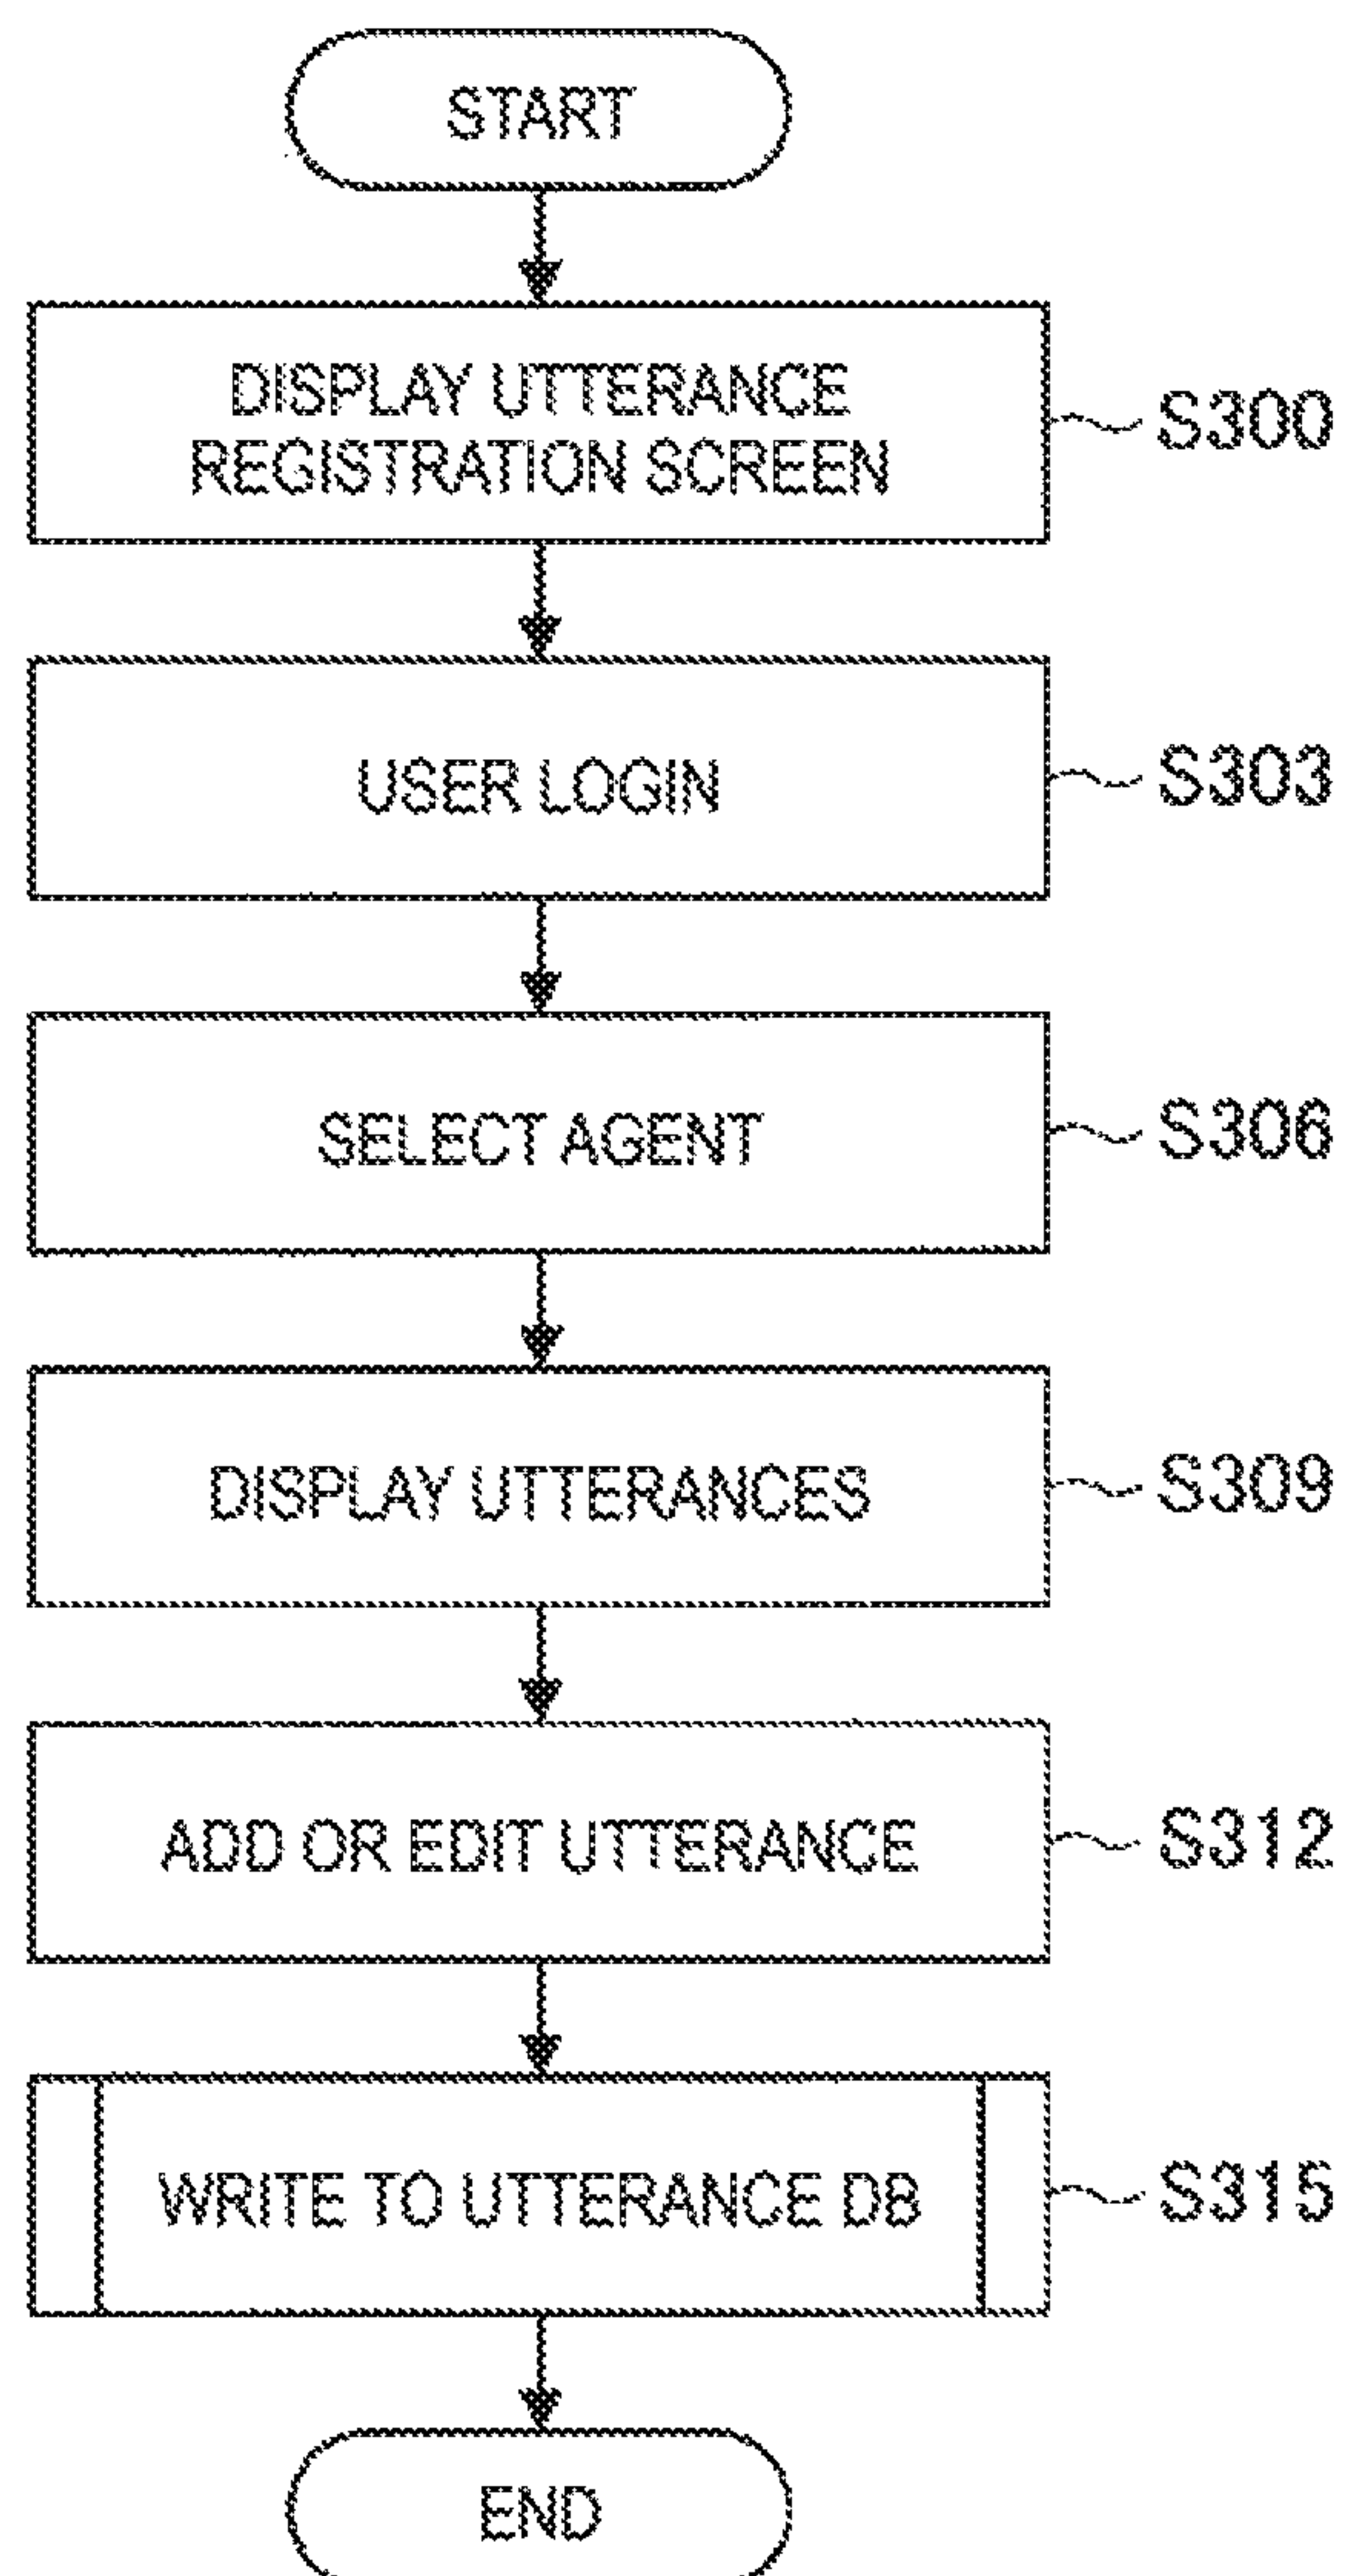 START
DISPLAY UTTERANCE
REGISTRATION SCREEN
S300
USER LOGIN
S303
SELECT AGENT
S306
DISPLAY UTTERANCES
S309
ADD OR EDIT UTTERANCE
S312
WRITE TO UTTERANCE DB
S315
END